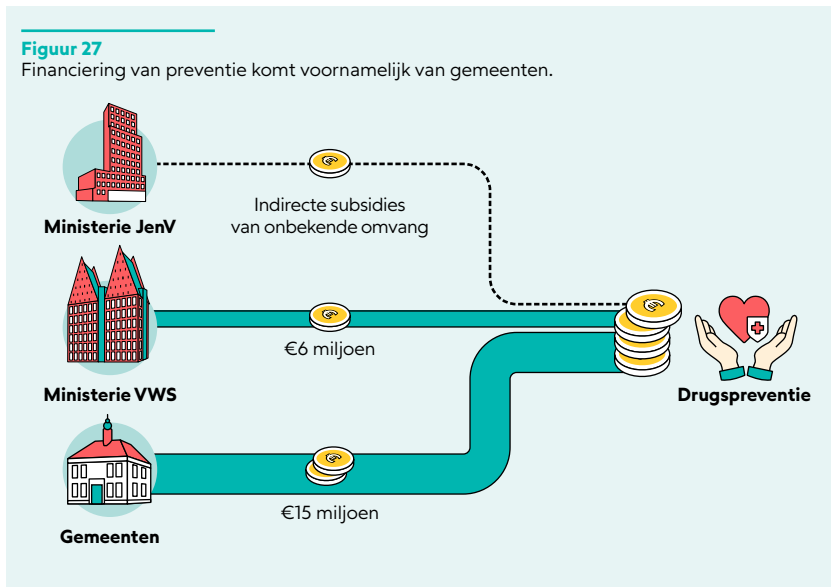 Figuur 27
Financiering van preventie komt voornamelijk van gemeenten.
Ministerie JenV
Indirecte subsidies
van onbekende omvang
Ministerie VWS
€6 miljoen
Drugspreventie
Gemeenten
€15 miljoen